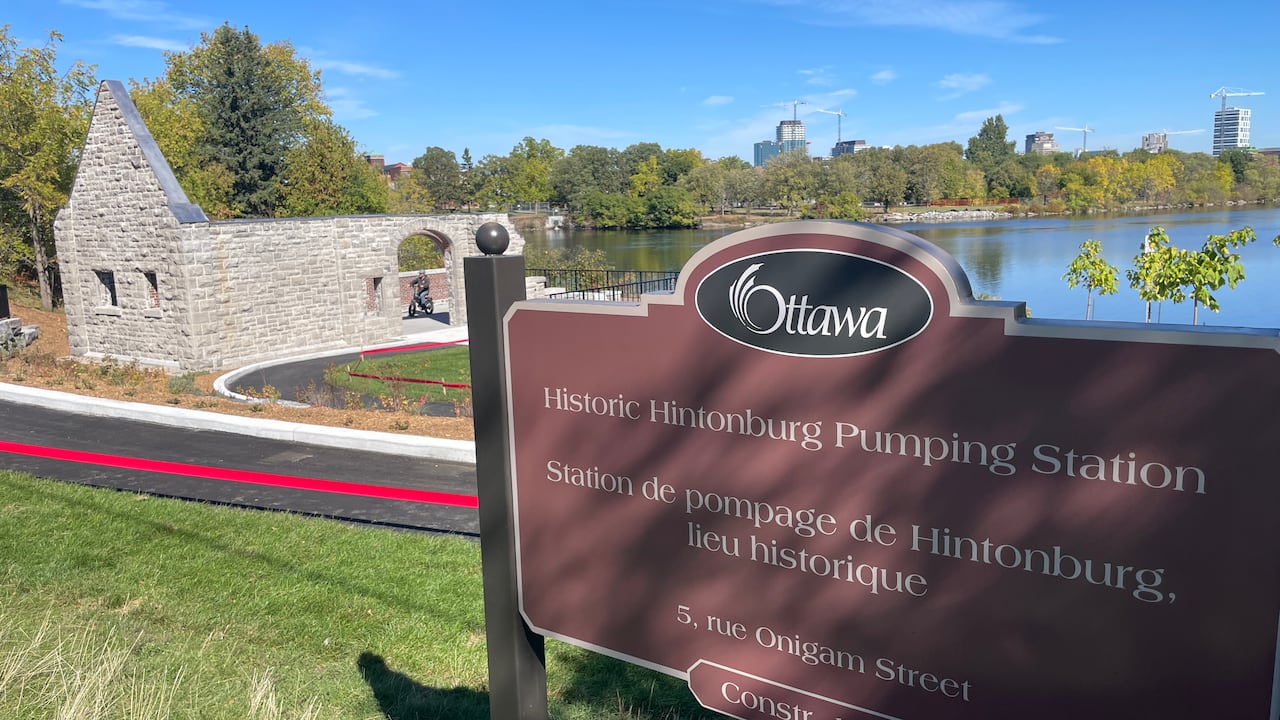 Ottawa
Historic Hintonburg Pumping Station
Station de pompage de Hintonburg,
lieu historique
5, rue Onigam Street